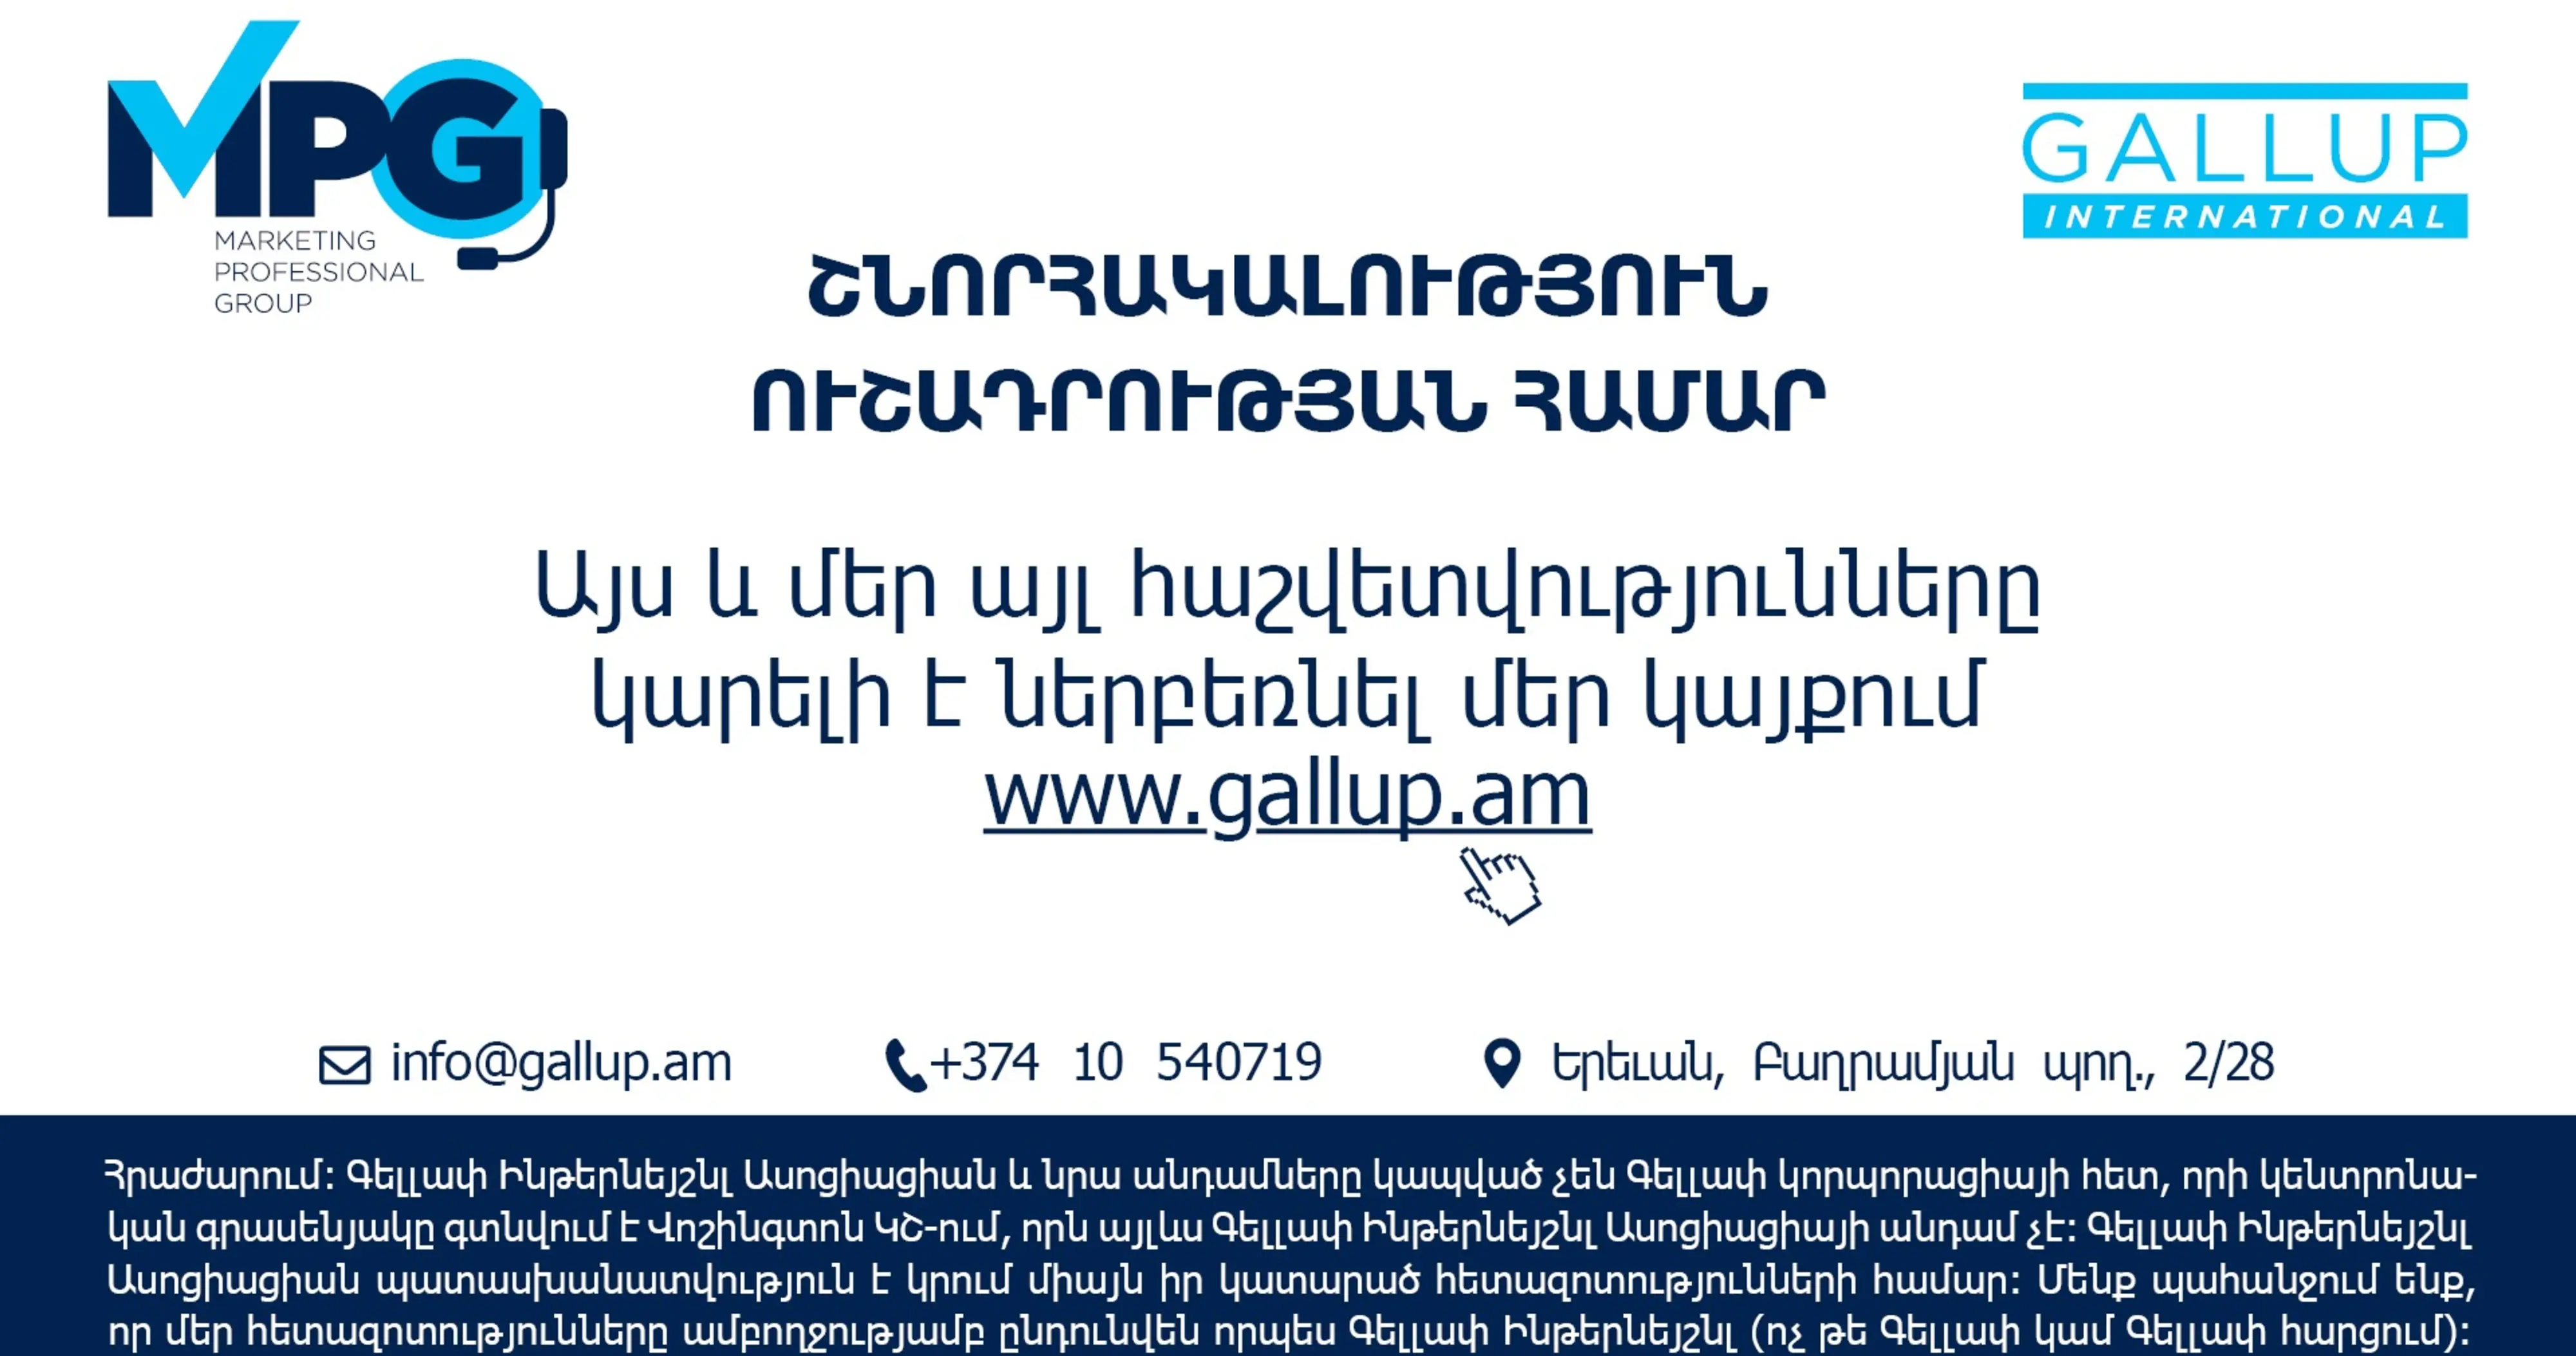 MPG
MARKETING
PROFESSIONAL
GROUP
GALLUP
INTERNATIONAL
ՇՆՈՐՀԱԿԱԼՈՒԹՅՈՒՆ
ՈՒՇԱԴՐՈՒԹՅԱՆ ՀԱՄԱՐ
Այս և մեր այլ հաշվետվությունները
կարելի է ներբեռնել մեր կայքում
www.gallup.am
info@gallup.am
+374 10 540719
Երեւան, Բաղրամյան պող., 2/28
Հրաժարում: Գելլափ Ինթերնեյշնլ Ասոցիացիան և նրա անդամները կապված չեն Գելլափ կորպորացիայի հետ, որի կենտրոնա-
կան գրասենյակը գտնվում է Վոշինգտոն ԿՇ-ում, որն այլևս Գելլափ Ինթերնեյշնլ Ասոցիացիայի անդամ չէ: Գելլափ Ինթերնեյշնլ
Ասոցիացիան պատասխանատվություն է կրում միայն իր կատարած հետազոտությունների համար: Մենք պահանջում ենք,
որ մեր հետազոտությունները ամբողջությամբ ընդունվեն որպես Գելլափ Ինթերնեյշնլ (ոչ թե Գելլափ կամ Գելլափ հարցում):